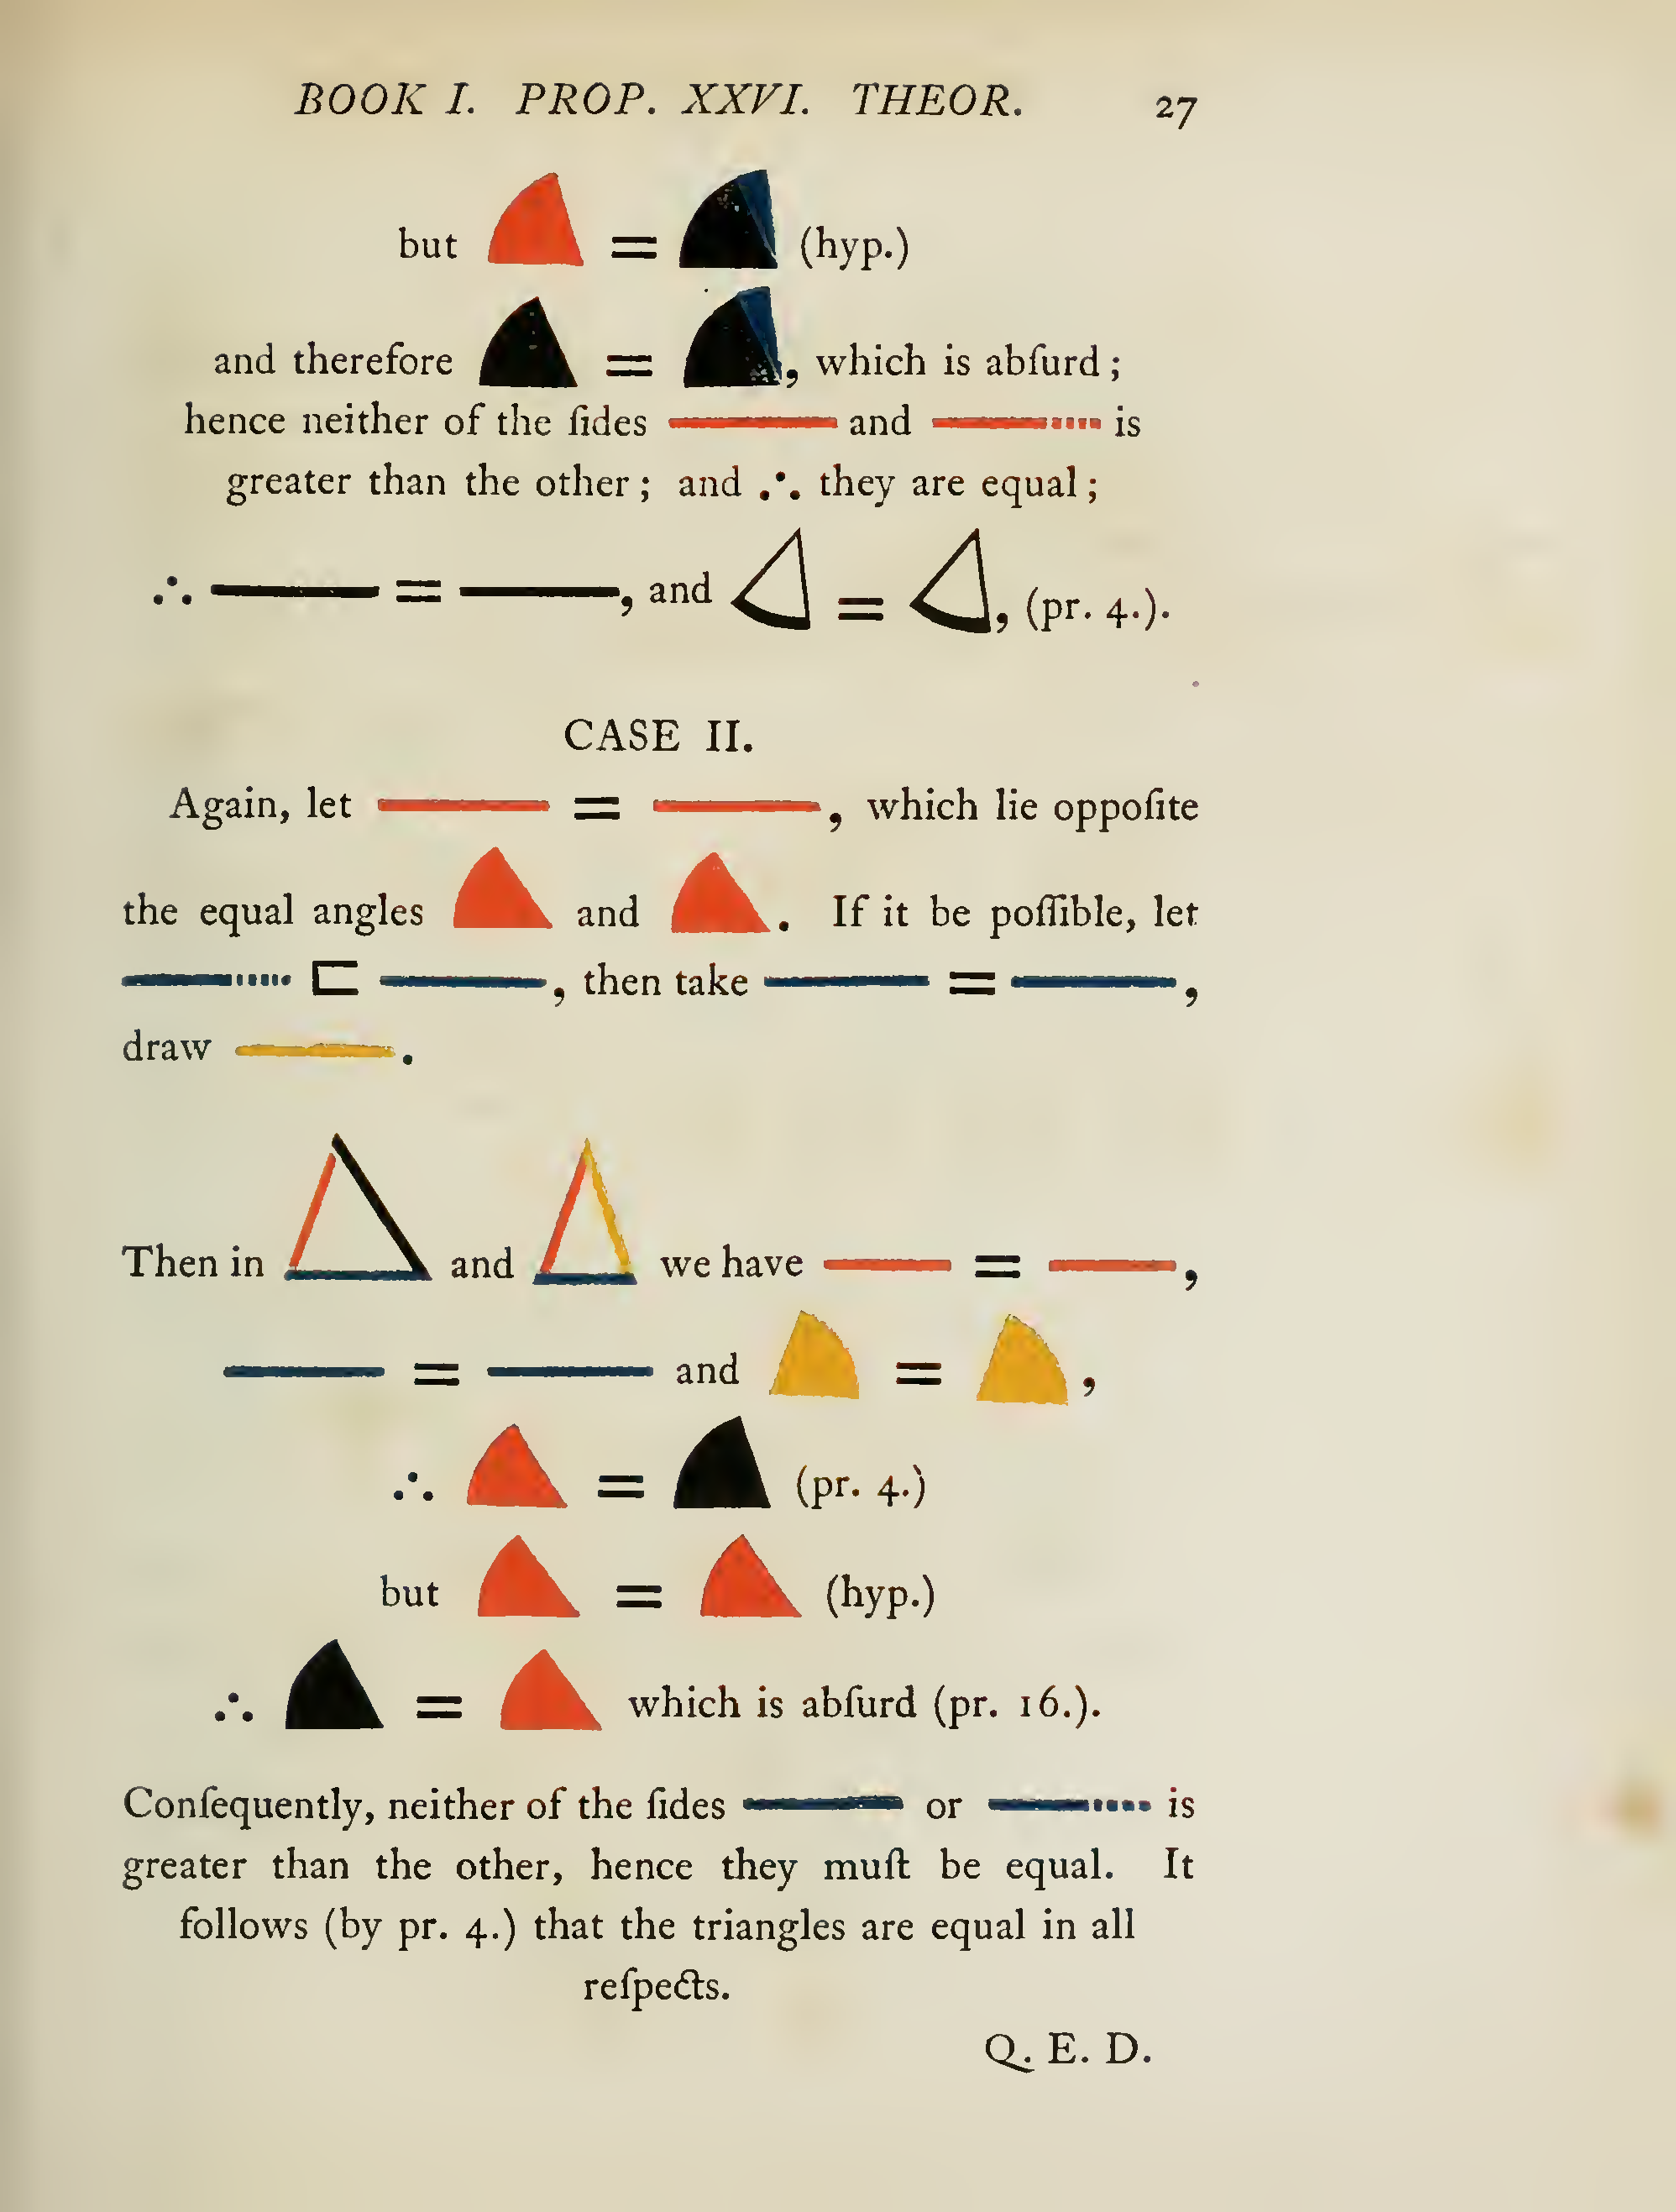 BOOK I. PROP. XXVI. THEOR. 27
but = (hyp.)
and therefore = , which is abſurd ;
hence neither of the ſides and is
greater than the other ; and ∴ they are equal ;
∴ = , and = , (pr. 4.).
CASE II.
Again, let = , which lie oppoſite
the equal angles and . If it be poſſible, let
⊏ , then take = ,
draw .
Then in and we have = ,
= and = ,
∴ = (pr. 4.)
but = (hyp.)
∴ = which is abſurd (pr. 16.).
Conſequently, neither of the ſides or is
greater than the other, hence they muſt be equal. It
follows (by pr. 4.) that the triangles are equal in all
reſpects.
Q. E. D.